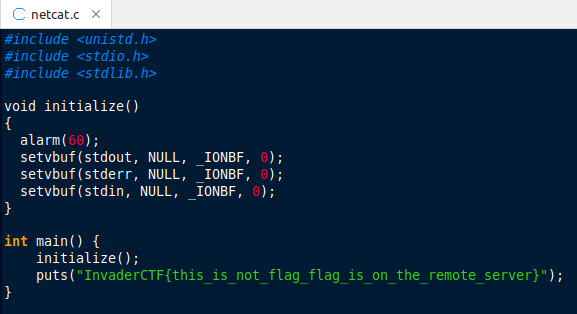 netcat.c
#include <unistd.h>
#include <stdio.h>
#include <stdlib.h>
void initialize()
{
  alarm(60);
  setvbuf(stdout, NULL, _IONBF, 0);
  setvbuf(stderr, NULL, _IONBF, 0);
  setvbuf(stdin, NULL, _IONBF, 0);
}
int main() {
    initialize();
    puts("InvaderCTF{this_is_not_flag_flag_is_on_the_remote_server}");
}